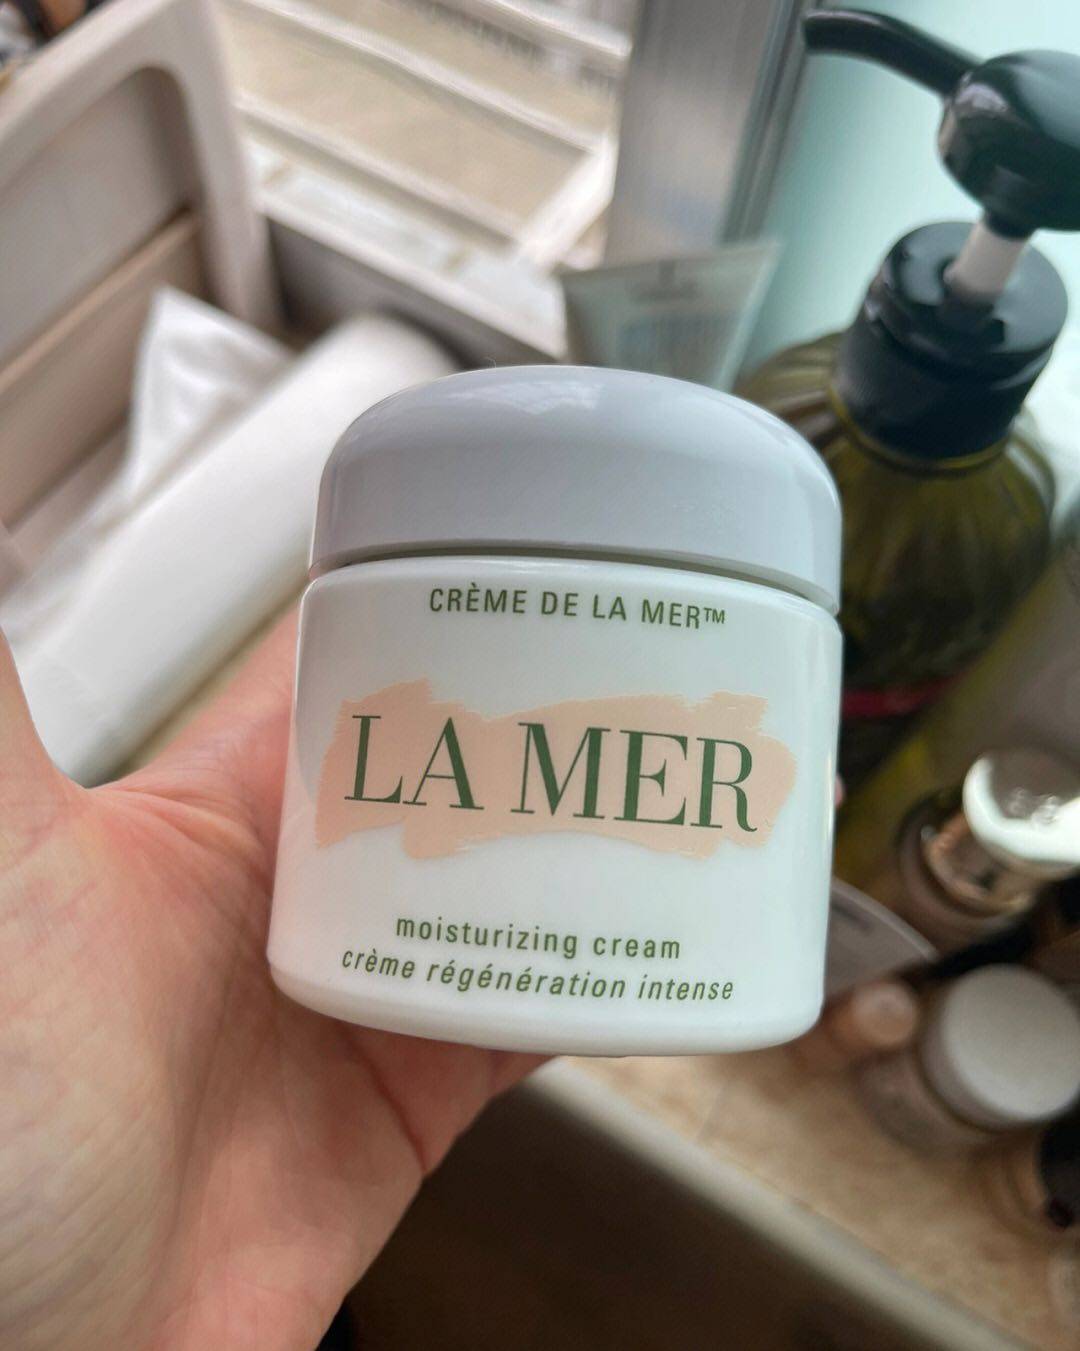 CRÈME DE LA MER™
LA MER
moisturizing cream
crème régénération intense